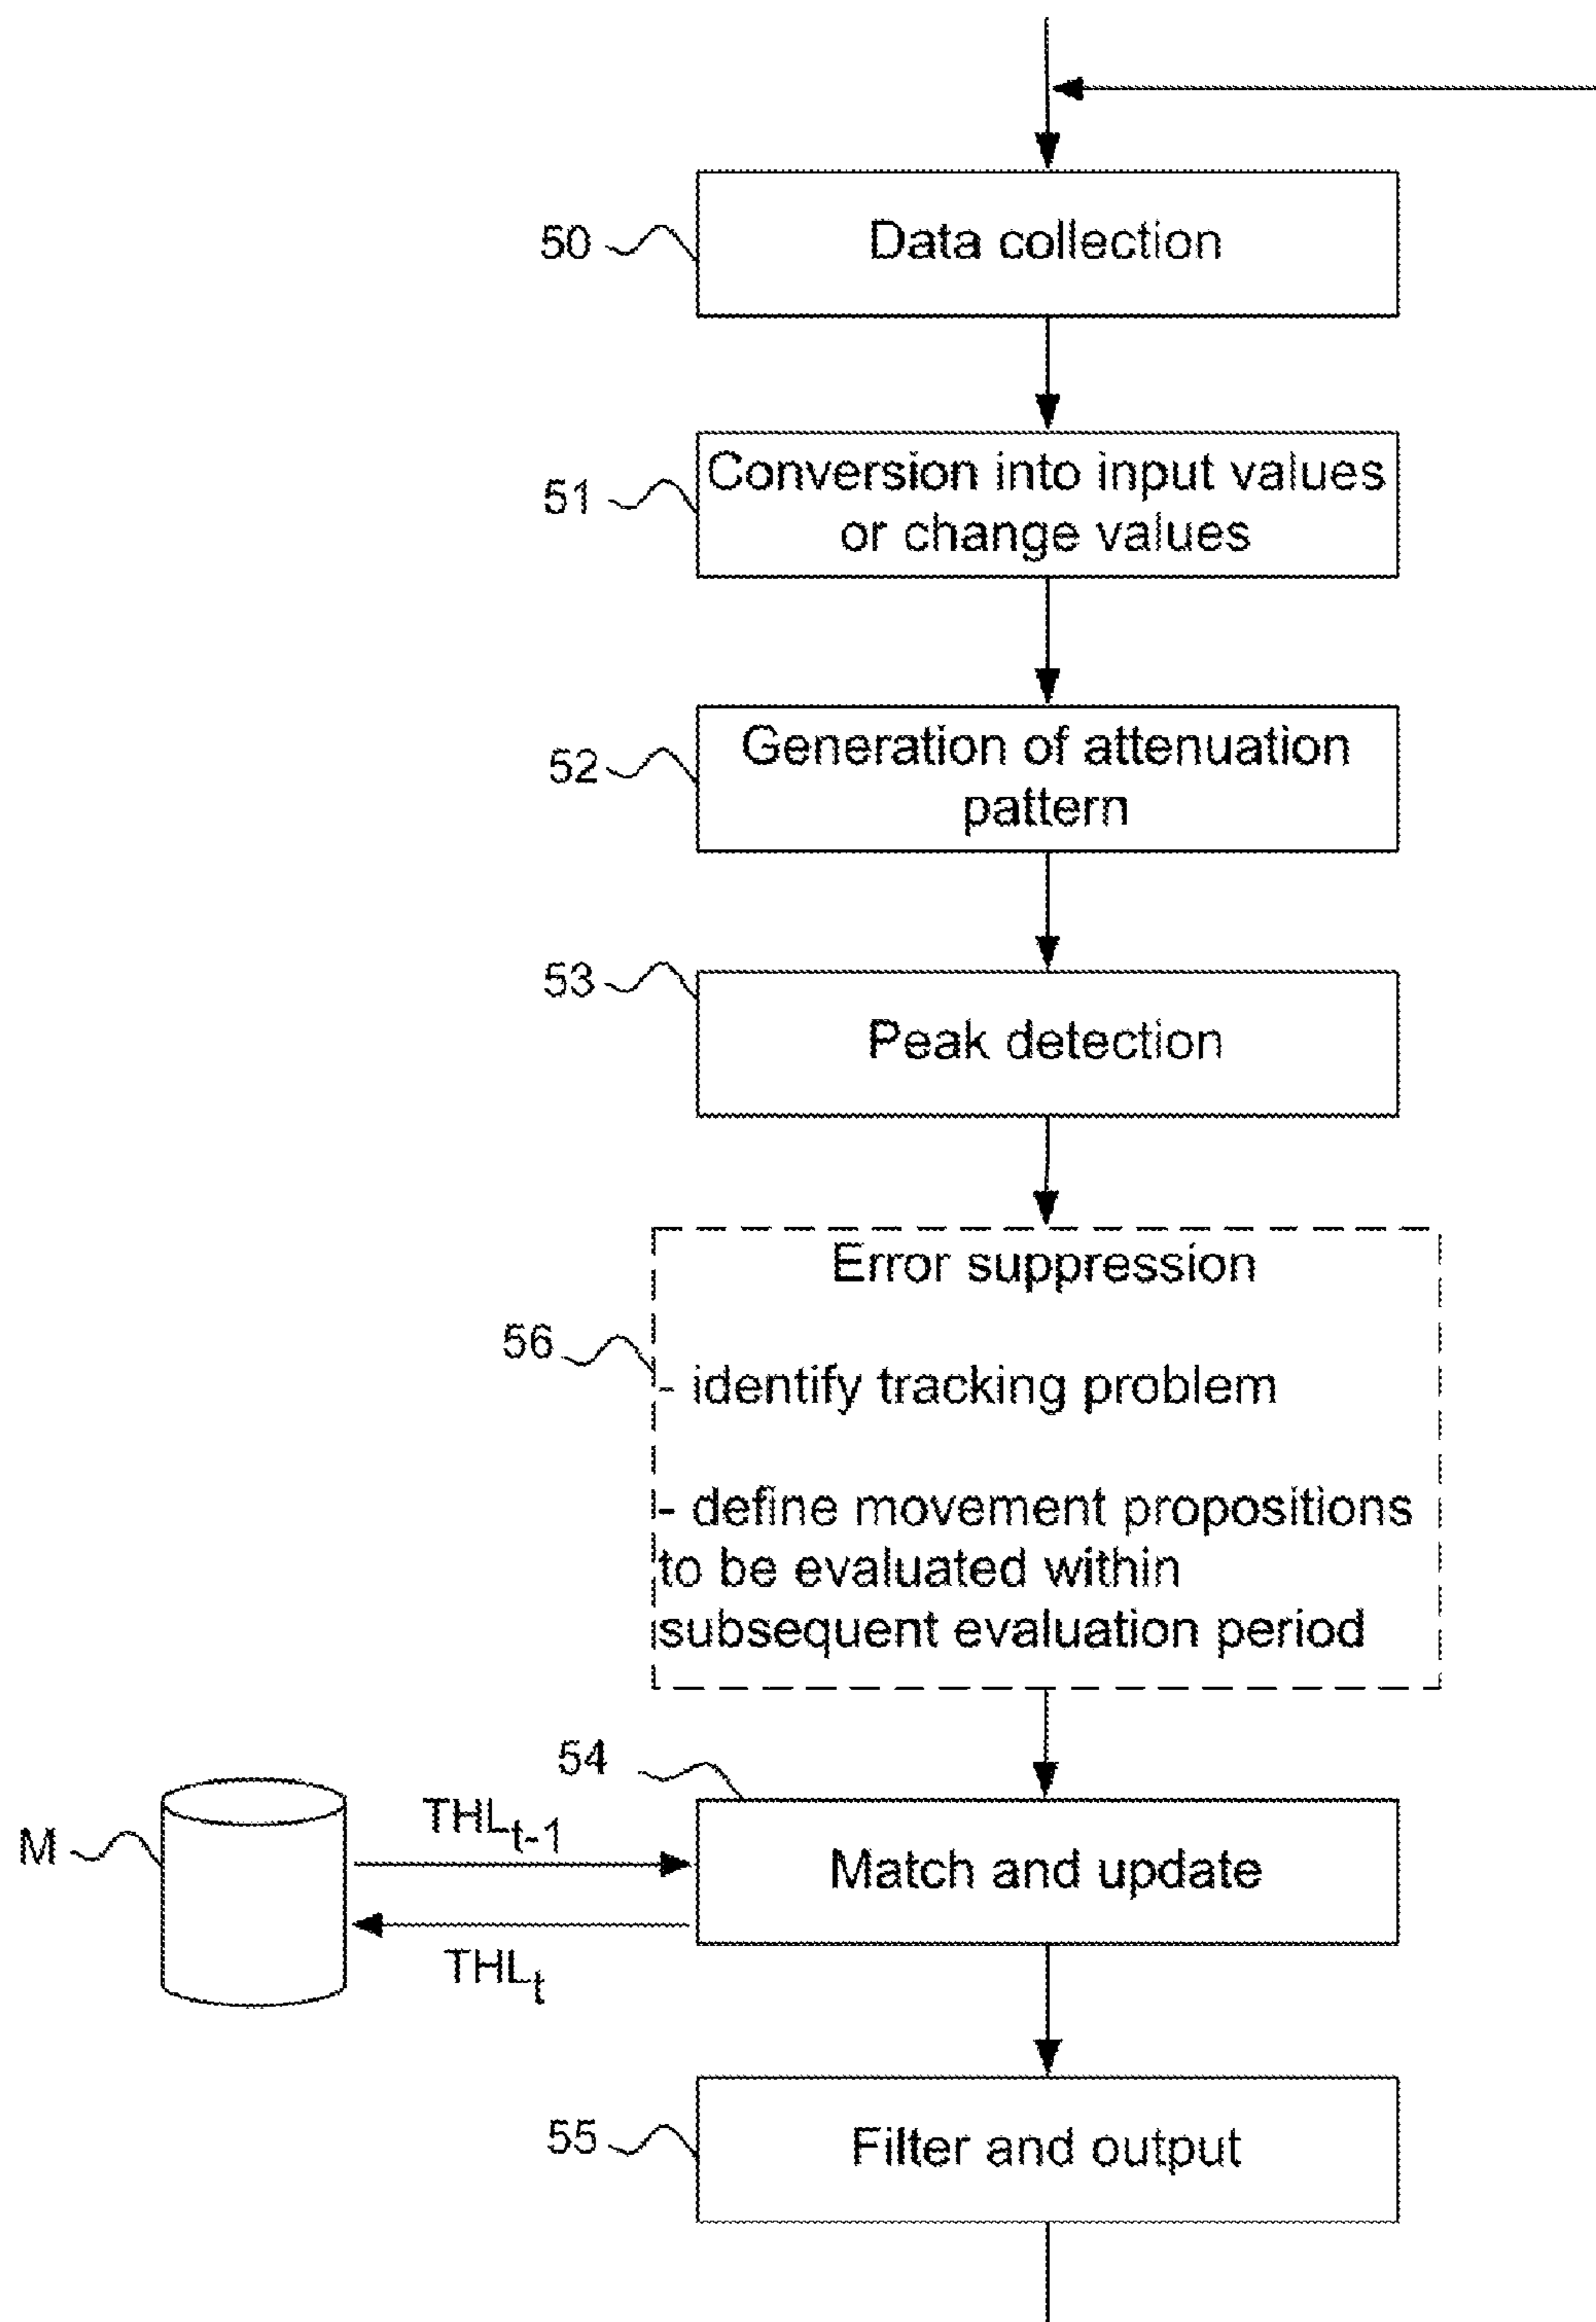 50
Data collection
51
Conversion into input values
or change values
52
Generation of attenuation
pattern
53
Peak detection
Error suppression
56
- identify tracking problem
- define movement propositions
to be evaluated within
subsequent evaluation period
54
M
THLt-1
Match and update
THLt
55
Filter and output